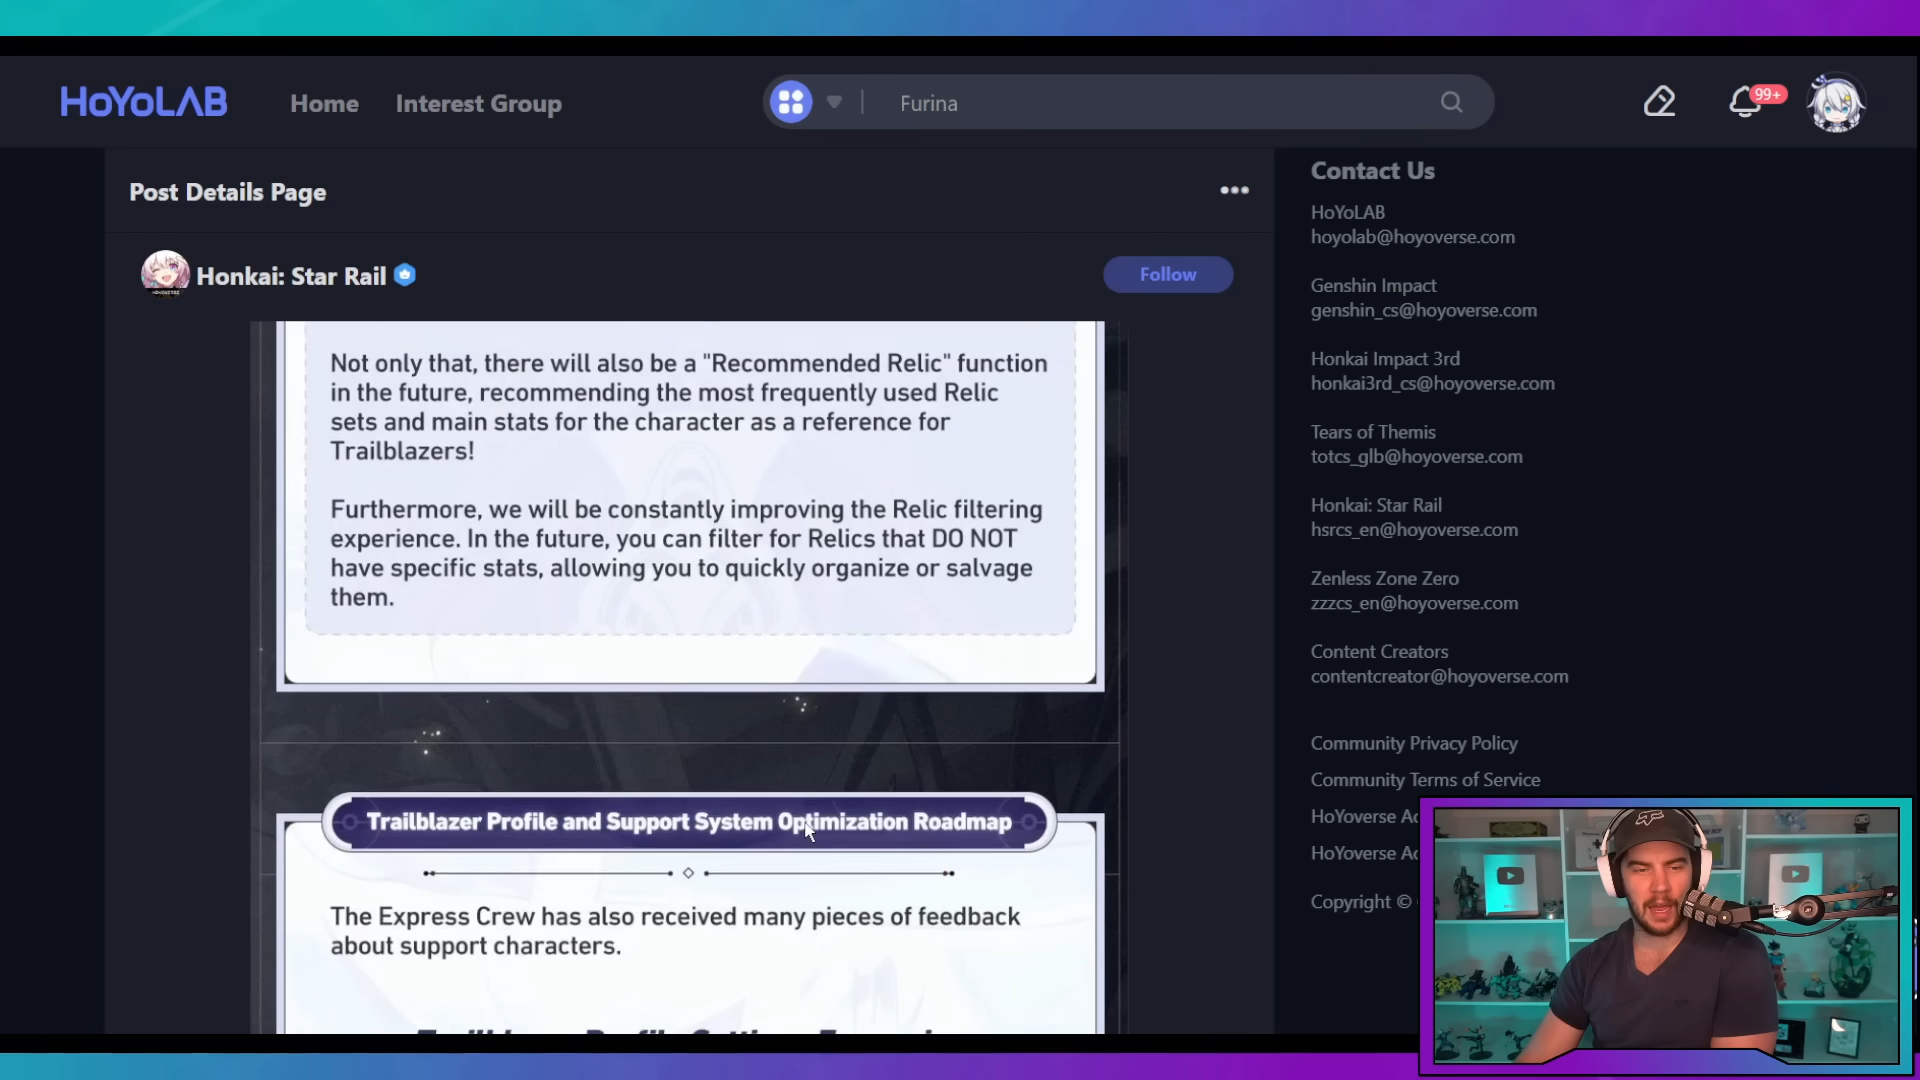 HoYoLAB
Home
Interest Group
Furina
99+
Post Details Page
Honkai: Star Rail
Follow
Not only that, there will also be a "Recommended Relic" function
in the future, recommending the most frequently used Relic
sets and main stats for the character as a reference for
Trailblazers!
Furthermore, we will be constantly improving the Relic filtering
experience. In the future, you can filter for Relics that DO NOT
have specific stats, allowing you to quickly organize or salvage
them.
Trailblazer Profile and Support System Optimization Roadmap
The Express Crew has also received many pieces of feedback
about support characters.
Contact Us
HoYoLAB
hoyolab@hoyoverse.com
Genshin Impact
genshin_cs@hoyoverse.com
Honkai Impact 3rd
honkai3rd_cs@hoyoverse.com
Tears of Themis
totcs_glb@hoyoverse.com
Honkai: Star Rail
hsrcs_en@hoyoverse.com
Zenless Zone Zero
zzzcs_en@hoyoverse.com
Content Creators
contentcreator@hoyoverse.com
Community Privacy Policy
Community Terms of Service
HoYoverse Ac
HoYoverse Ac
Copyright ©